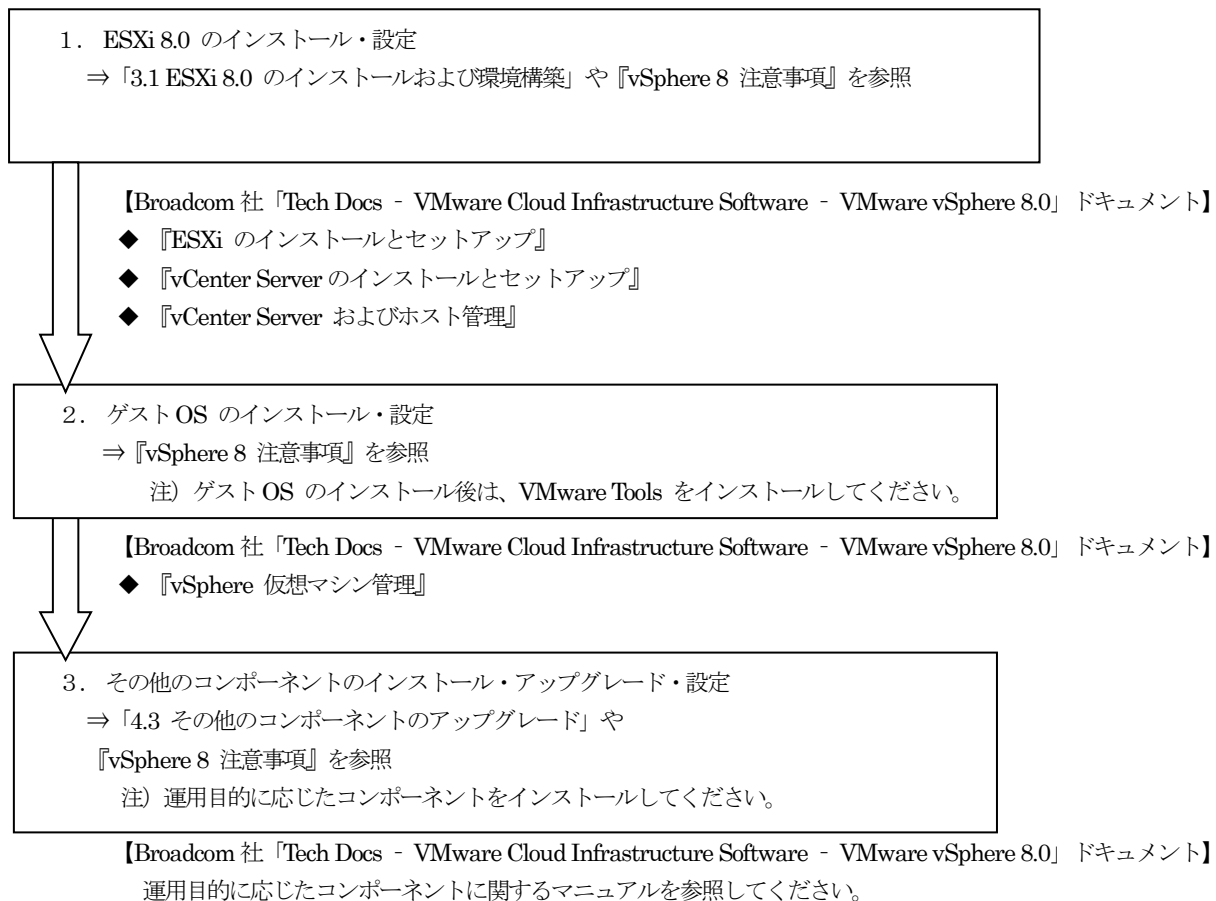 １． ESXi 8.0 のインストール・設定
⇒「3.1 ESXi 8.0 のインストールおよび環境構築」や『vSphere 8 注意事項』を参照
【Broadcom 社「Tech Docs ‐ VMware Cloud Infrastructure Software ‐ VMware vSphere 8.0」ドキュメント】
◆ 『ESXi のインストールとセットアップ』
◆ 『vCenter Server のインストールとセットアップ』
◆ 『vCenter Server およびホスト管理』
２． ゲスト OS のインストール・設定
⇒『vSphere 8 注意事項』を参照
注）ゲスト OS のインストール後は、VMware Tools をインストールしてください。
【Broadcom 社「Tech Docs ‐ VMware Cloud Infrastructure Software ‐ VMware vSphere 8.0」ドキュメント】
◆ 『vSphere 仮想マシン管理』
３． その他のコンポーネントのインストール・アップグレード・設定
⇒「4.3 その他のコンポーネントのアップグレード」や
『vSphere 8 注意事項』を参照
注）運用目的に応じたコンポーネントをインストールしてください。
【Broadcom 社「Tech Docs ‐ VMware Cloud Infrastructure Software ‐ VMware vSphere 8.0」ドキュメント】
運用目的に応じたコンポーネントに関するマニュアルを参照してください。